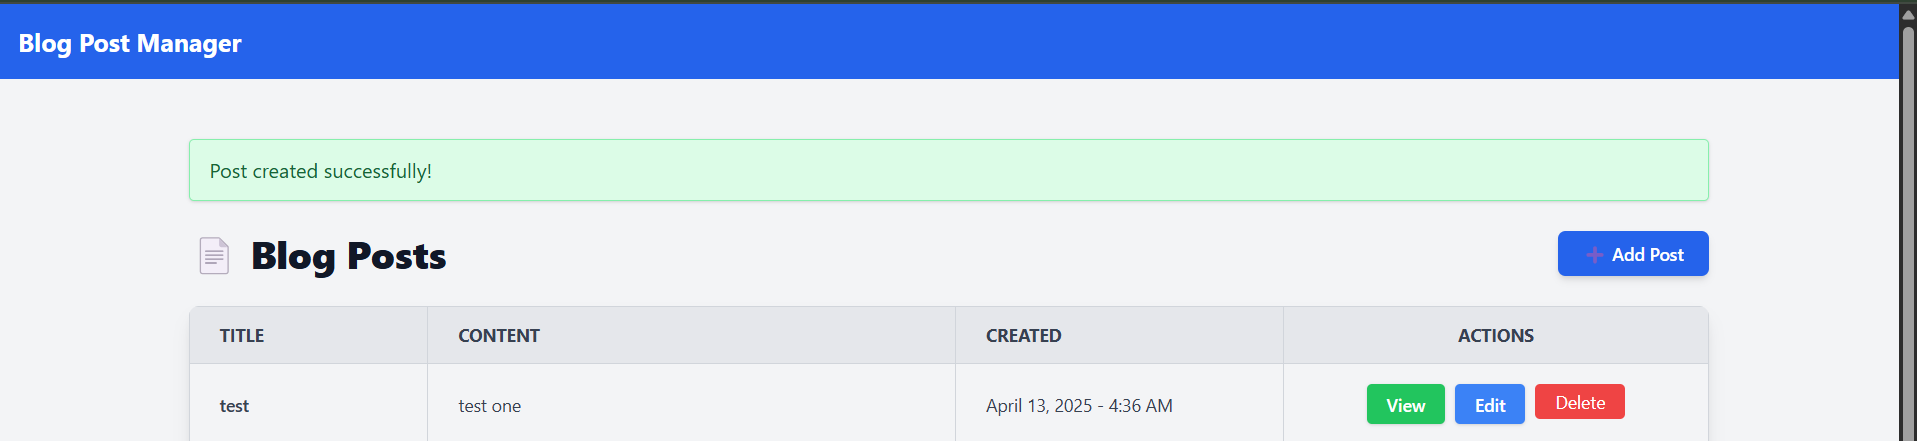 Blog Post Manager
Post created successfully!
Blog Posts
Add Post
TITLE CONTENT CREATED ACTIONS
test test one April 13, 2025 - 4:36 AM View Edit Delete